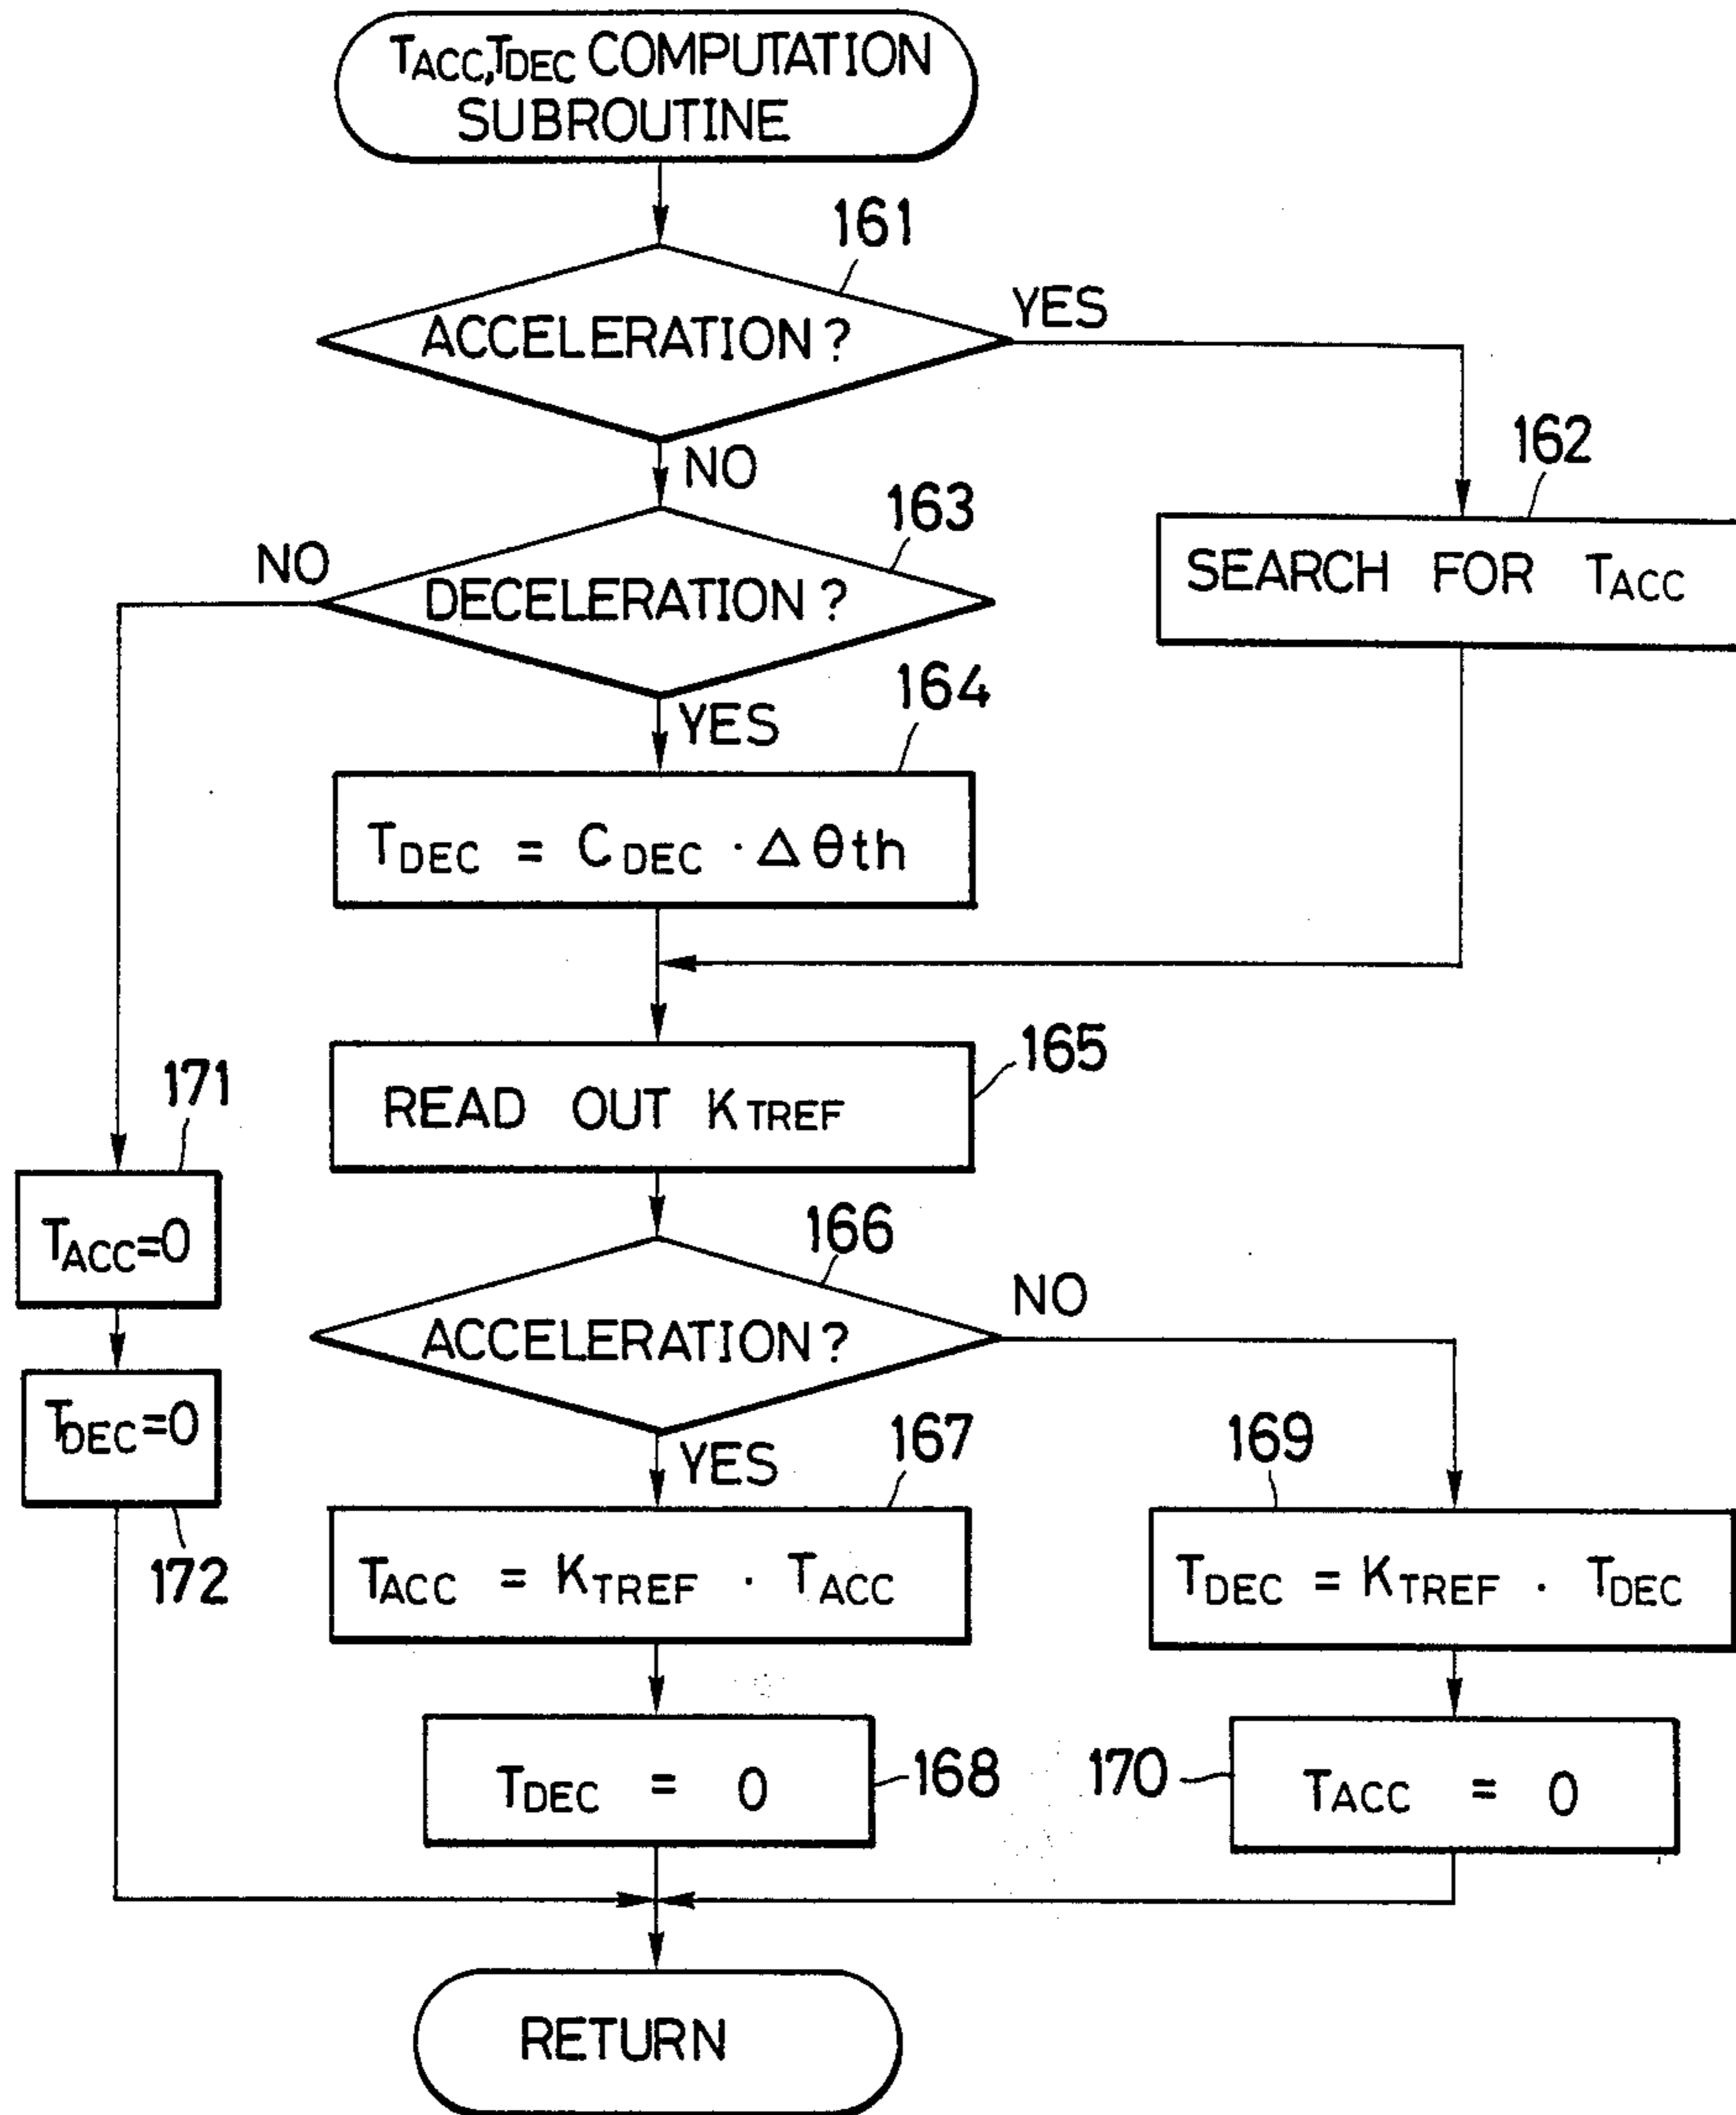 TACC,TDEC COMPUTATION
SUBROUTINE
161
ACCELERATION?
YES
NO
162
SEARCH FOR TACC
163
NO
DECELERATION?
YES
164
TDEC = CDEC · Δθth
165
READ OUT KTREF
171
TACC=0
166
NO
ACCELERATION?
YES
TDEC=0
172
167
TACC = KTREF · TACC
169
TDEC = KTREF · TDEC
TDEC = 0
168
170
TACC = 0
RETURN